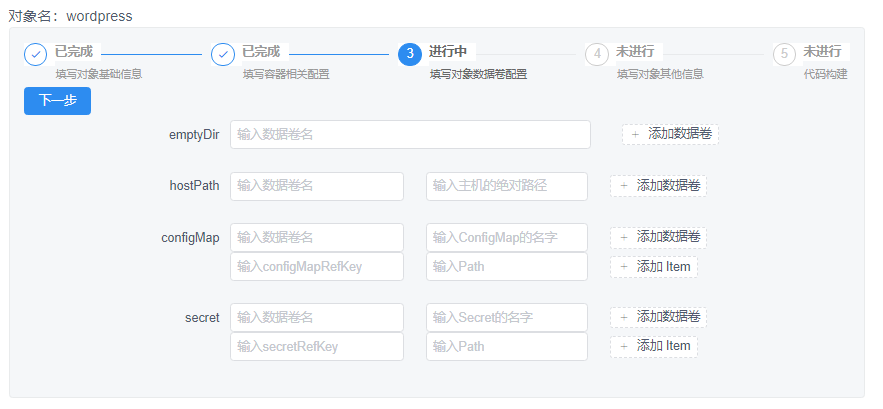 对象名：wordpress
已完成 已完成 3 进行中 4 未进行 5 未进行
填写对象基础信息 填写容器相关配置 填写对象数据卷配置 填写对象其他信息 代码构建
下一步
emptyDir 输入数据卷名 + 添加数据卷
hostPath 输入数据卷名 输入主机的绝对路径 + 添加数据卷
configMap 输入数据卷名 输入ConfigMap的名字 + 添加数据卷
输入configMapRefKey 输入Path + 添加 Item
secret 输入数据卷名 输入Secret的名字 + 添加数据卷
输入secretRefKey 输入Path + 添加 Item